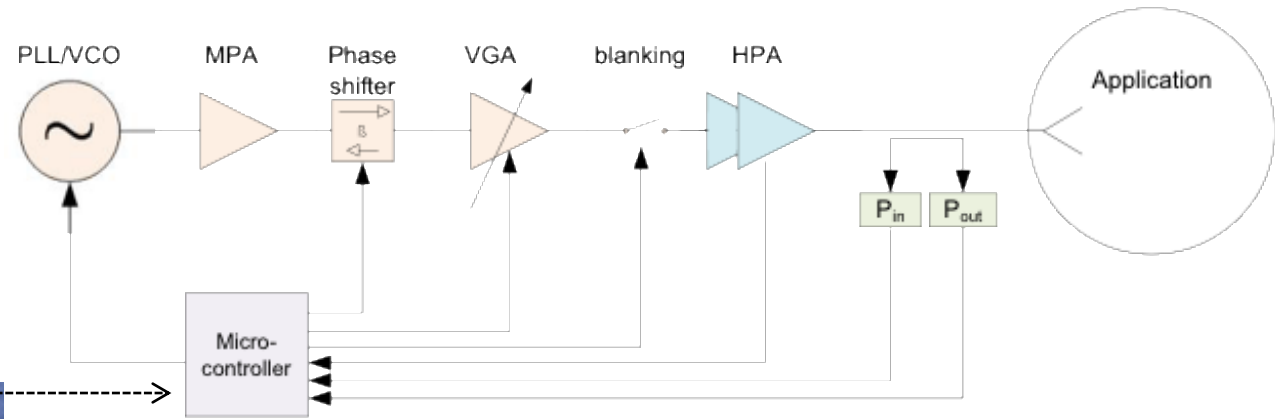 PLL/VCO
MPA
Phase
shifter
VGA
blanking
HPA
Application
Pin
Pout
Micro-
controller